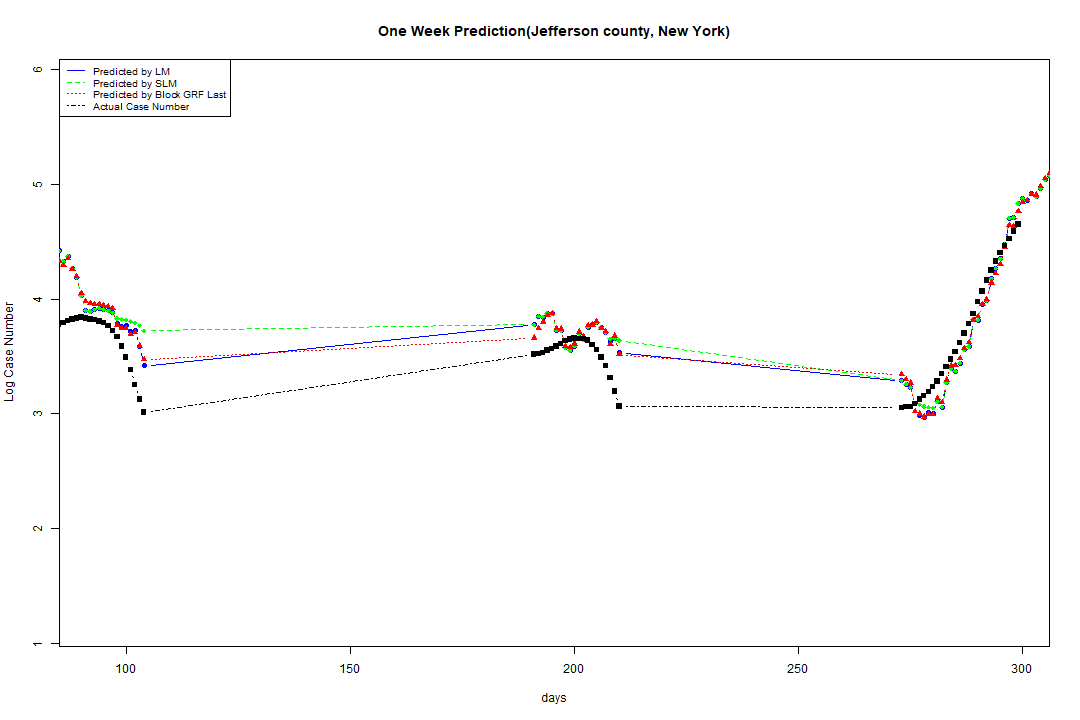 One Week Prediction(Jefferson county, New York)
Predicted by LM
Predicted by SLM
Predicted by Block GRF Last
Actual Case Number
6
5
4
3
2
1
Log Case Number
100 150 200 250 300
days